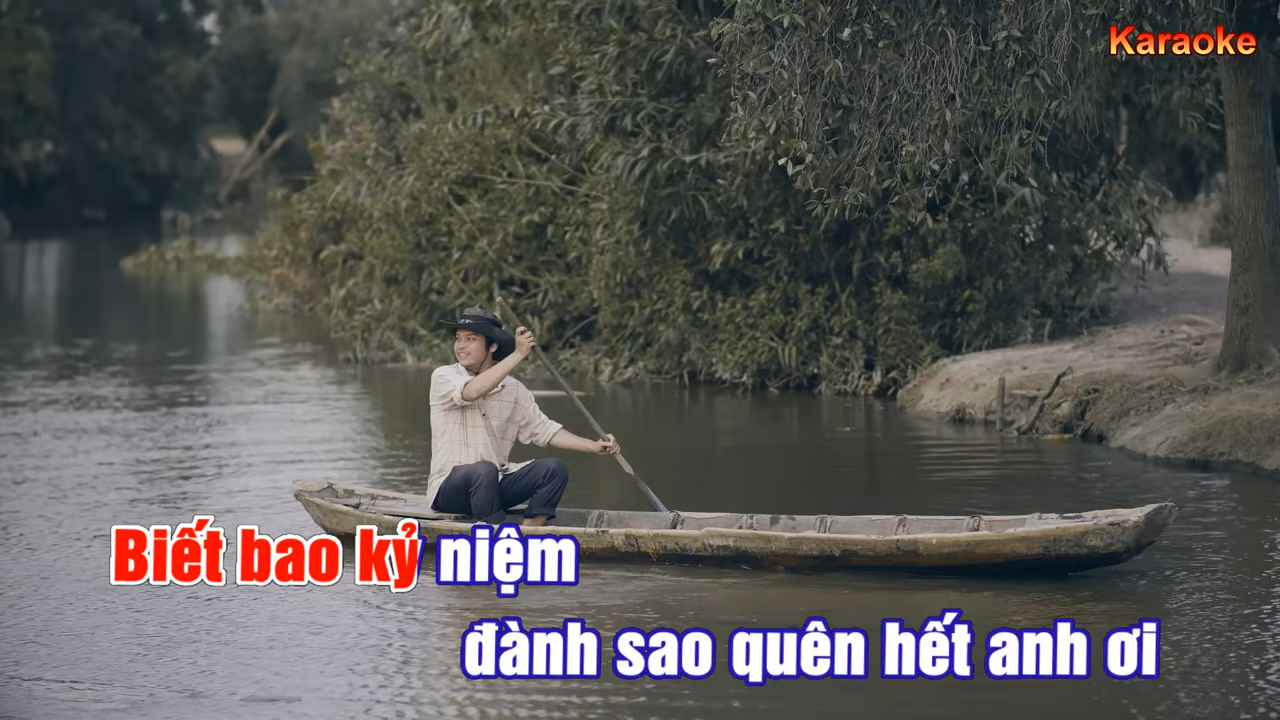 Karaoke
Biết bao kỷ niệm
đành sao quên hết anh ơi